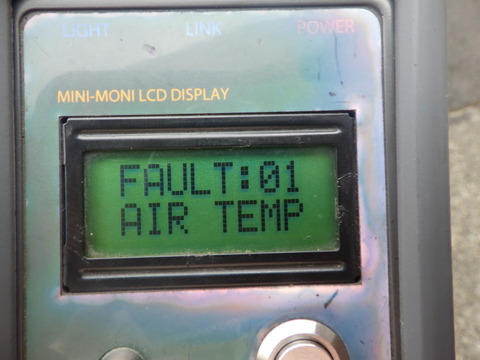 LIGHT LINK POWER
MINI-MONI LCD DISPLAY
FAULT:01
AIR TEMP